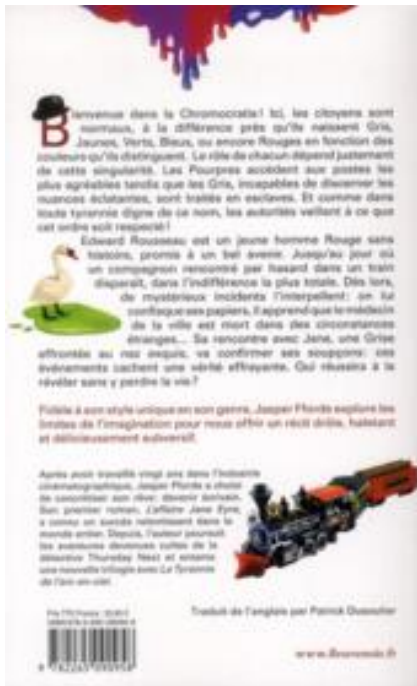 Bienvenue dans la Chromocratie! Ici, les citoyens sont
normaux, à la différence près qu'ils naissent Gris,
Jaunes, Verts, Bleus, ou encore Rouges en fonction des
couleurs qu'ils distinguent. Le rôle de chacun dépend justement
de cette singularité. Les Pourpres accèdent aux postes les
plus agréables tandis que les Gris, incapables de discerner les
nuances éclatantes, sont traités en esclaves. Et comme dans
toute tyrannie digne de ce nom, les autorités veillent à ce que
cet ordre soit respecté!
Edward Rousseau est un jeune homme Rouge sans
histoire, promis à un bel avenir. Jusqu'au jour où
un compagnon rencontré par hasard dans un train
disparaît, dans l'indifférence la plus totale. Dès lors,
de mystérieux incidents l'interpellent: on lui
confisque ses papiers, il apprend que le médecin
de la ville est mort dans des circonstances
étranges... Sa rencontre avec Jane, une Grise
effrontée au nez exquis, va confirmer ses soupçons: ces
événements cachent une vérité effrayante. Qui réussira à la
révéler sans y perdre la vie?
Fidèle à son style unique en son genre, Jasper Fforde explore les
limites de l'imagination pour nous offrir un récit drôle, haletant
et délicieusement subversif.
Après avoir travaillé vingt ans dans l'industrie
cinématographique, Jasper Fforde a choisi
de concrétiser son rêve: devenir écrivain.
Son premier roman, L'affaire Jane Eyre,
a connu un succès retentissant dans le
monde entier. Depuis, l'auteur poursuit
les aventures devenues cultes de la
détective Thursday Next et entame
une nouvelle trilogie avec La Tyrannie
de l'arc-en-ciel.
Traduit de l'anglais par Patrick Dusoulier
Prix TTC France
9 782265 090958